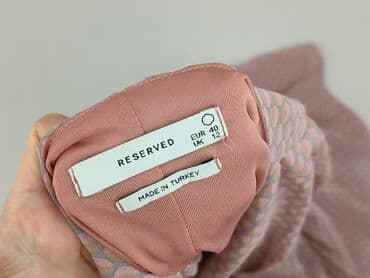 RESERVED
EUR 40
UK 12
MADE IN TURKEY